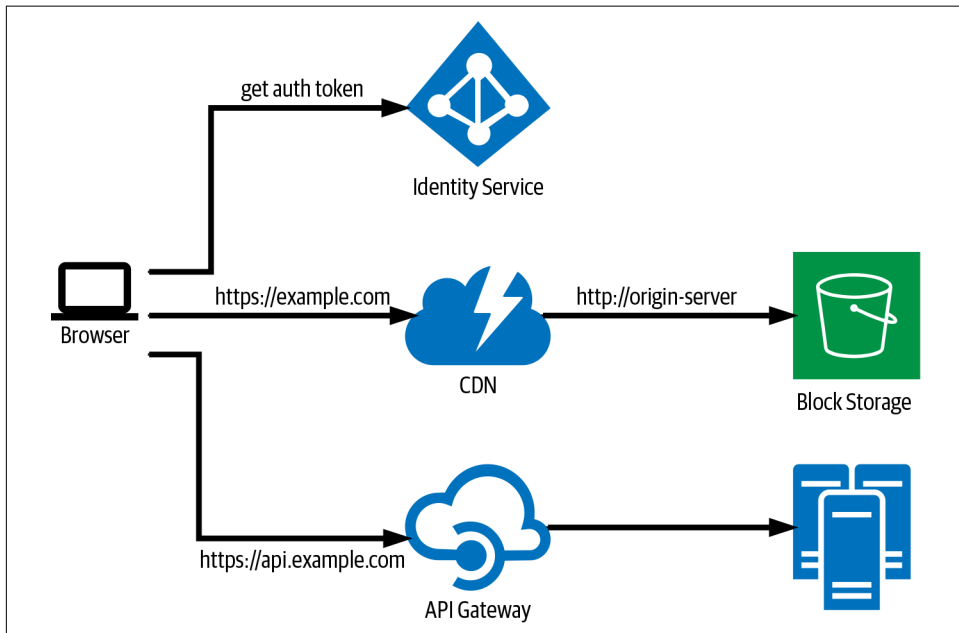 get auth token
Identity Service
https://example.com
http://origin-server
Browser
CDN
Block Storage
https://api.example.com
API Gateway